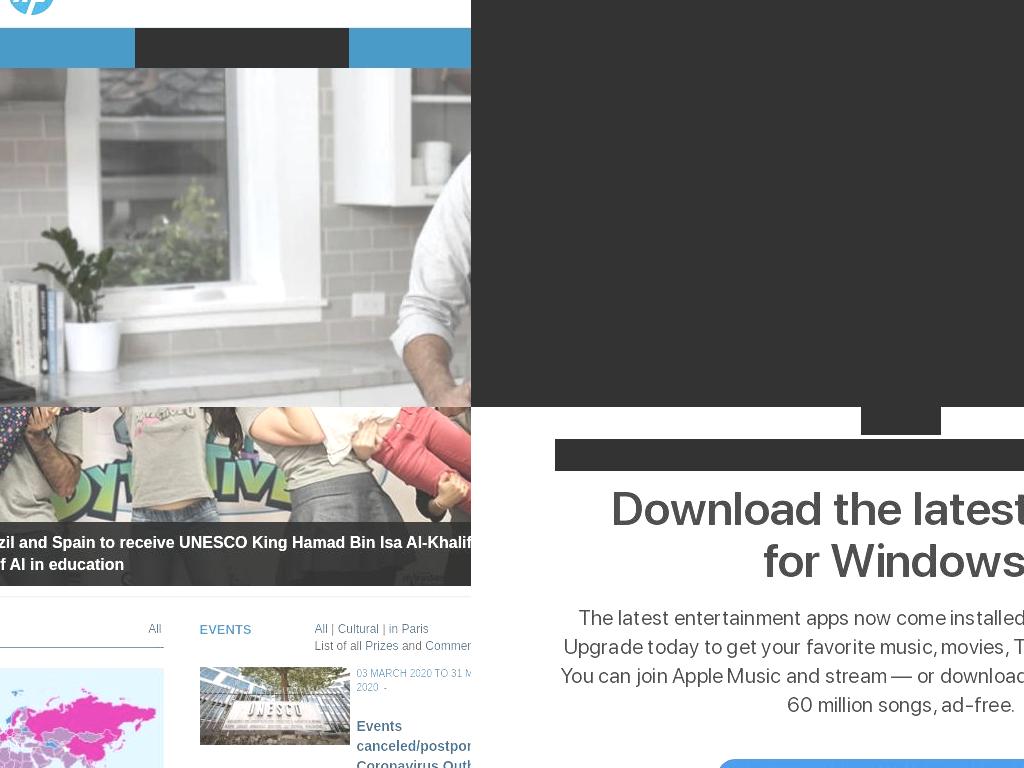 hp
zil and Spain to receive UNESCO King Hamad Bin Isa Al-Khalif
f AI in education
All
EVENTS
All | Cultural | in Paris
List of all Prizes and Commer
03 MARCH 2020 TO 31 M
2020 -
UNESCO
Events
canceled/postpor
Coronavirus Outb
Download the latest
for Windows
The latest entertainment apps now come installed
Upgrade today to get your favorite music, movies, T
You can join Apple Music and stream — or download
60 million songs, ad-free.